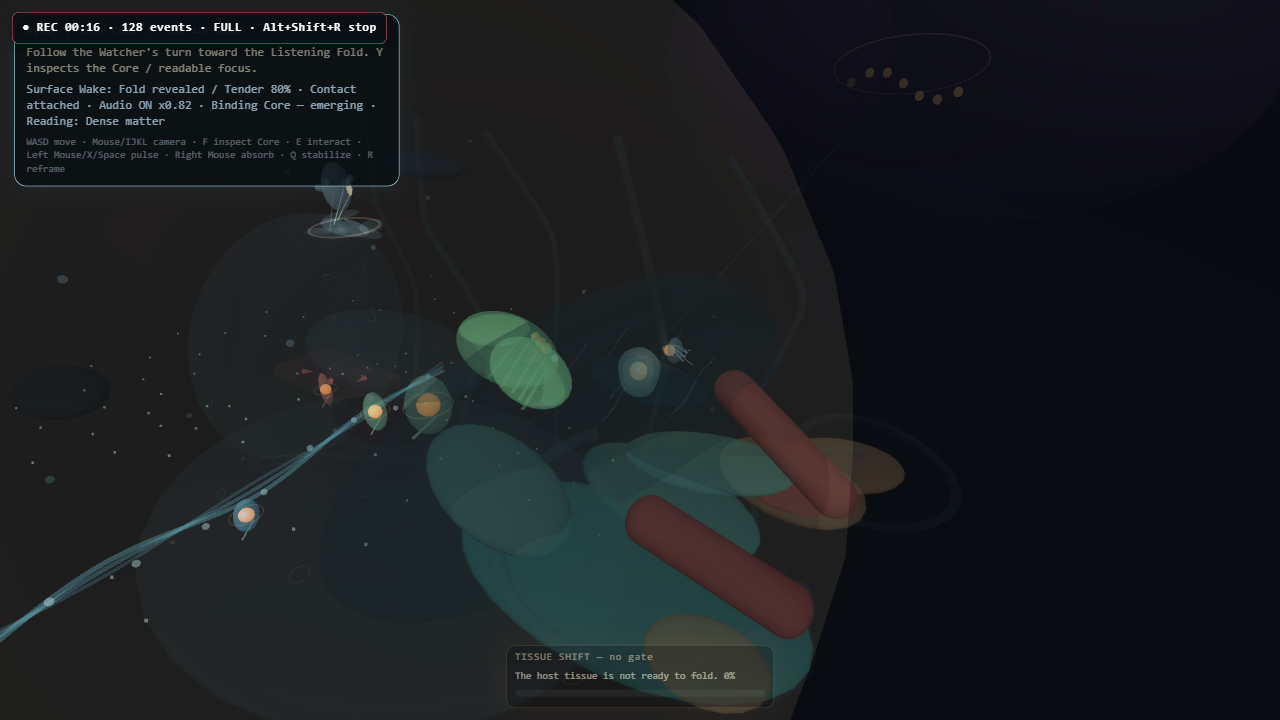 ● REC 00:16 · 128 events · FULL · Alt+Shift+R stop
Follow the Watcher's turn toward the Listening Fold. Y
inspects the Core / readable focus.
Surface Wake: Fold revealed / Tender 80% · Contact
attached · Audio ON x0.82 · Binding Core — emerging ·
Reading: Dense matter
WASD move · Mouse/IJKL camera · F inspect Core · E interact ·
Left Mouse/X/Space pulse · Right Mouse absorb · Q stabilize · R
reframe
TISSUE SHIFT — no gate
The host tissue is not ready to fold. 0%